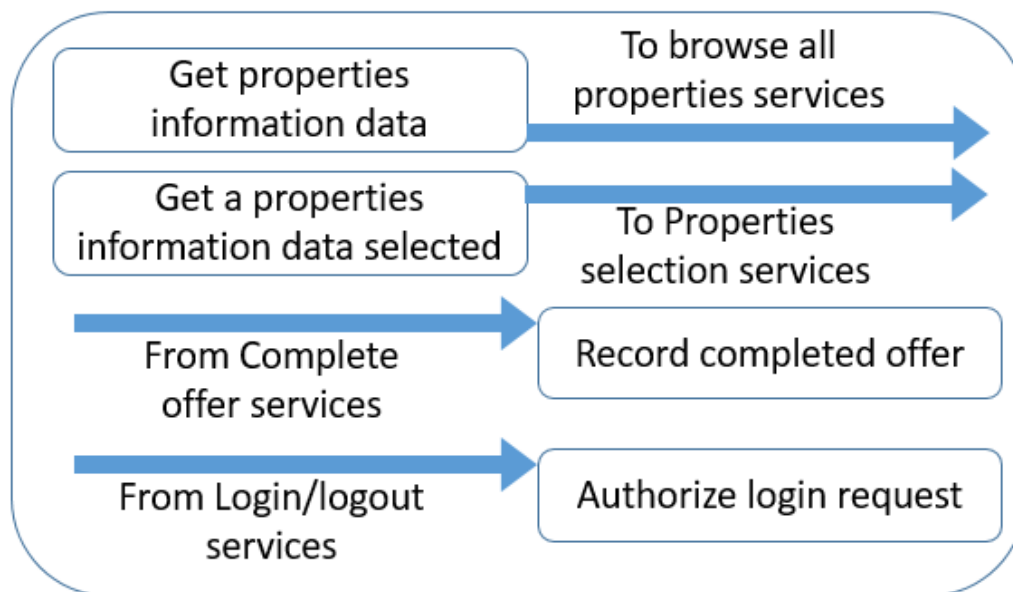 Get properties
information data
To browse all
properties services
Get a properties
information data selected
To Properties
selection services
From Complete
offer services
Record completed offer
From Login/logout
services
Authorize login request